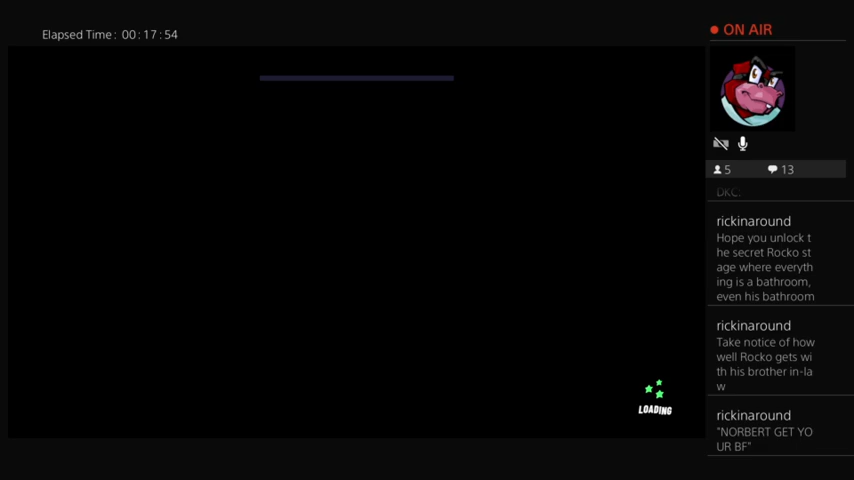 Elapsed Time: 00:17:54
ON AIR
5 13
DKC.
rickinaround
Hope you unlock t
he secret Rocko st
age where everyth
ing is a bathroom,
even his bathroom
rickinaround
Take notice of how
well Rocko gets wi
th his brother in-la
w
LOADING
rickinaround
"NORBERT GET YO
UR BF"